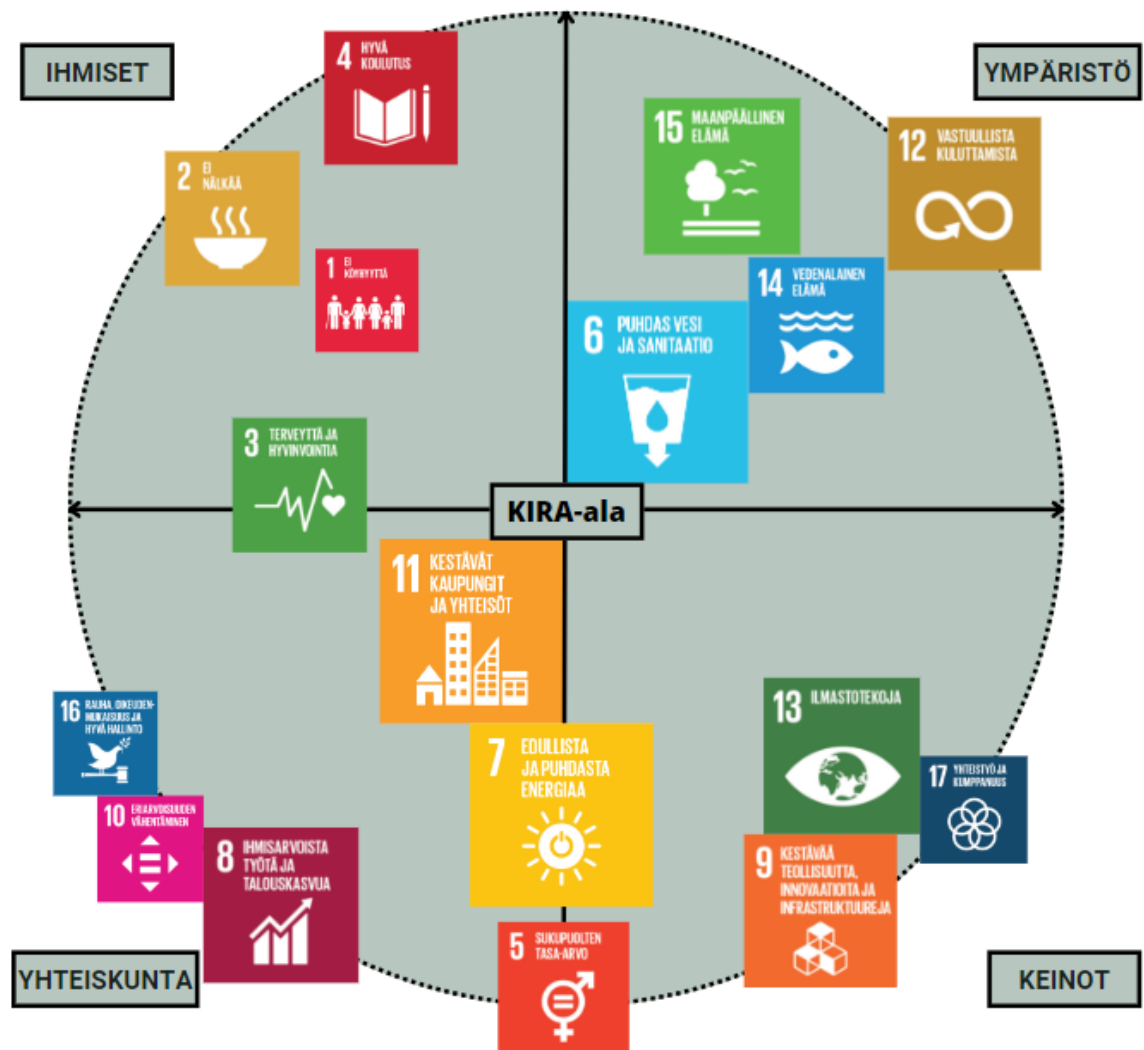 IHMISET
YMPÄRISTÖ
4 HYVÄ
KOULUTUS
15 MAANPÄÄLLINEN
ELÄMÄ
12 VASTUULLISTA
KULUTTAMISTA
2 EI
NÄLKÄÄ
1 EI
KÖYHYYTTÄ
14 VEDENALAINEN
ELÄMÄ
6 PUHDAS VESI
JA SANITAATIO
3 TERVEYTTÄ JA
HYVINVOINTIA
KIRA-ala
11 KESTÄVÄT
KAUPUNGIT
JA YHTEISÖT
16 RAUHA, OIKEUDEN-
MUKAISUUS JA
HYVÄ HALLINTO
13 ILMASTOTEKOJA
7 EDULLISTA
JA PUHDASTA
ENERGIAA
17 YHTEISTYÖ JA
KUMPPANUUS
10 ERIARVOISUUDEN
VÄHENTÄMINEN
8 IHMISARVOISTA
TYÖTÄ JA
TALOUSKASVUA
9 KESTÄVÄÄ
TEOLLISUUTTA,
INNOVAATIOITA JA
INFRASTRUKTUUREJA
5 SUKUPUOLTEN
TASA-ARVO
YHTEISKUNTA
KEINOT